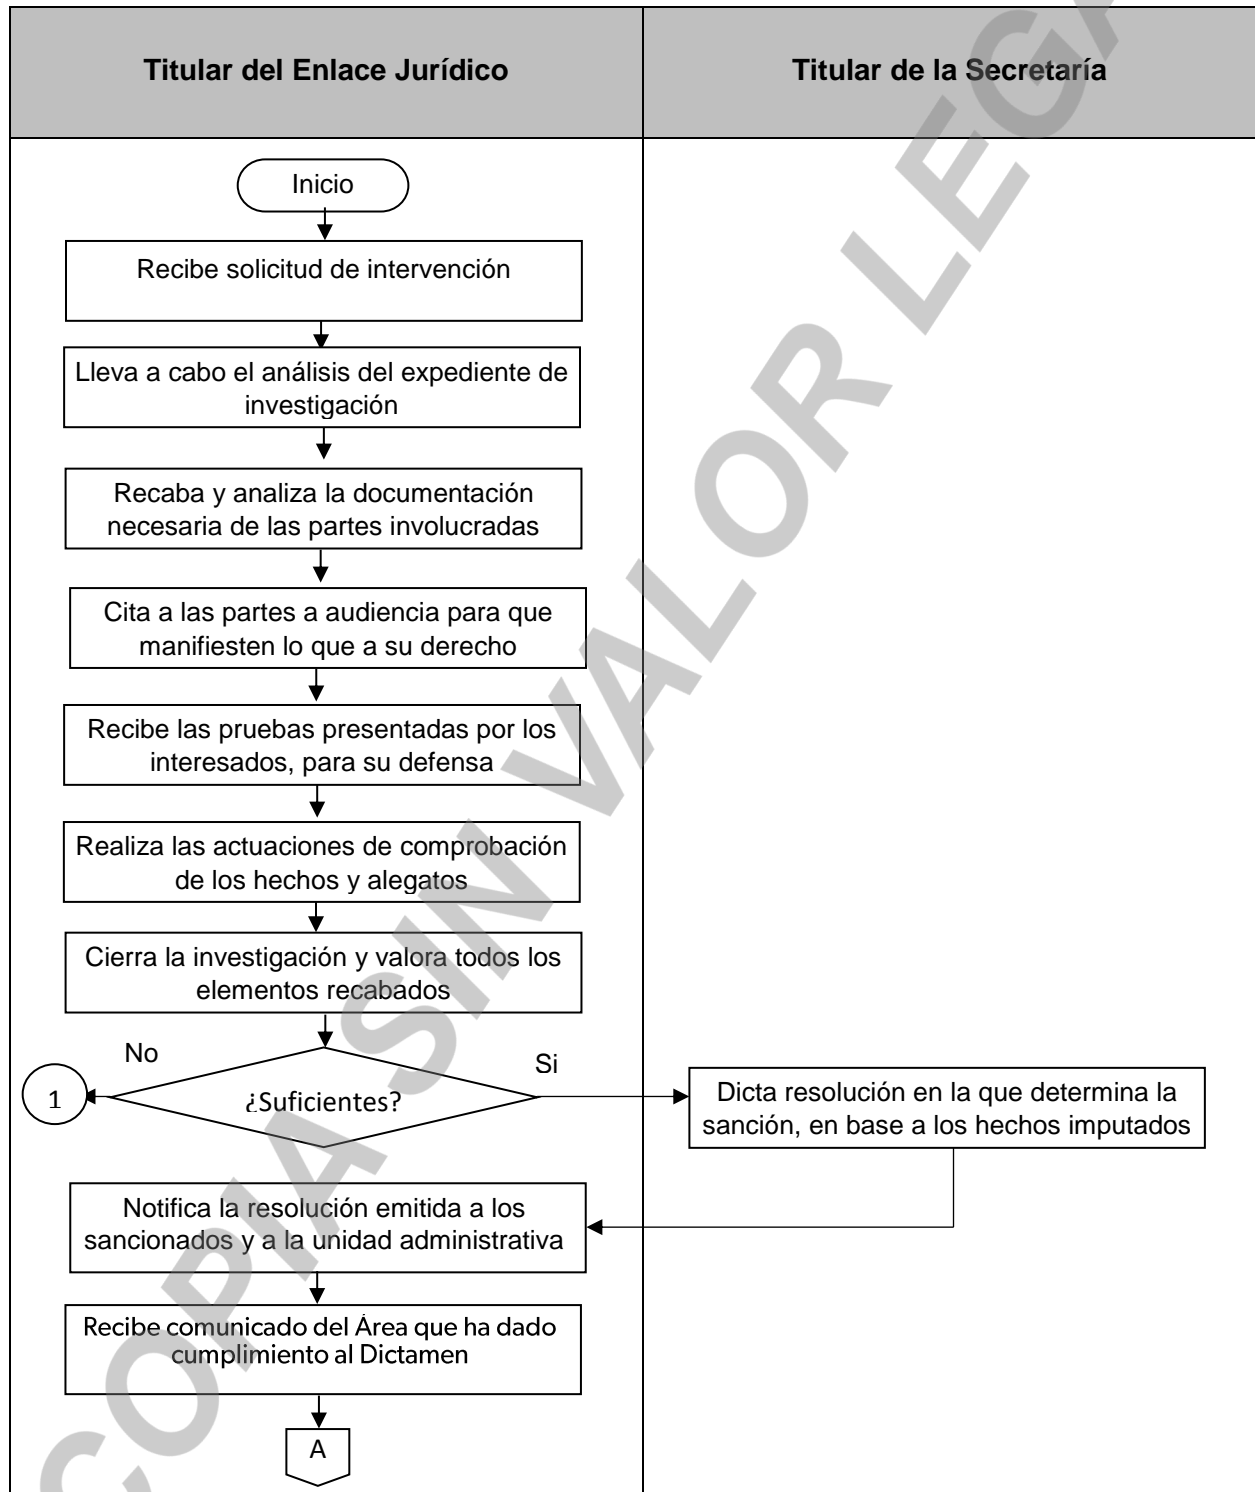 Titular del Enlace Jurídico
Titular de la Secretaría
Inicio
Recibe solicitud de intervención
Lleva a cabo el análisis del expediente de
investigación
Recaba y analiza la documentación
necesaria de las partes involucradas
Cita a las partes a audiencia para que
manifiesten lo que a su derecho
Recibe las pruebas presentadas por los
interesados, para su defensa
Realiza las actuaciones de comprobación
de los hechos y alegatos
Cierra la investigación y valora todos los
elementos recabados
No
Si
1
¿Suficientes?
Dicta resolución en la que determina la
sanción, en base a los hechos imputados
Notifica la resolución emitida a los
sancionados y a la unidad administrativa
Recibe comunicado del Área que ha dado
cumplimiento al Dictamen
A
COPIA SIN VALOR LEGA